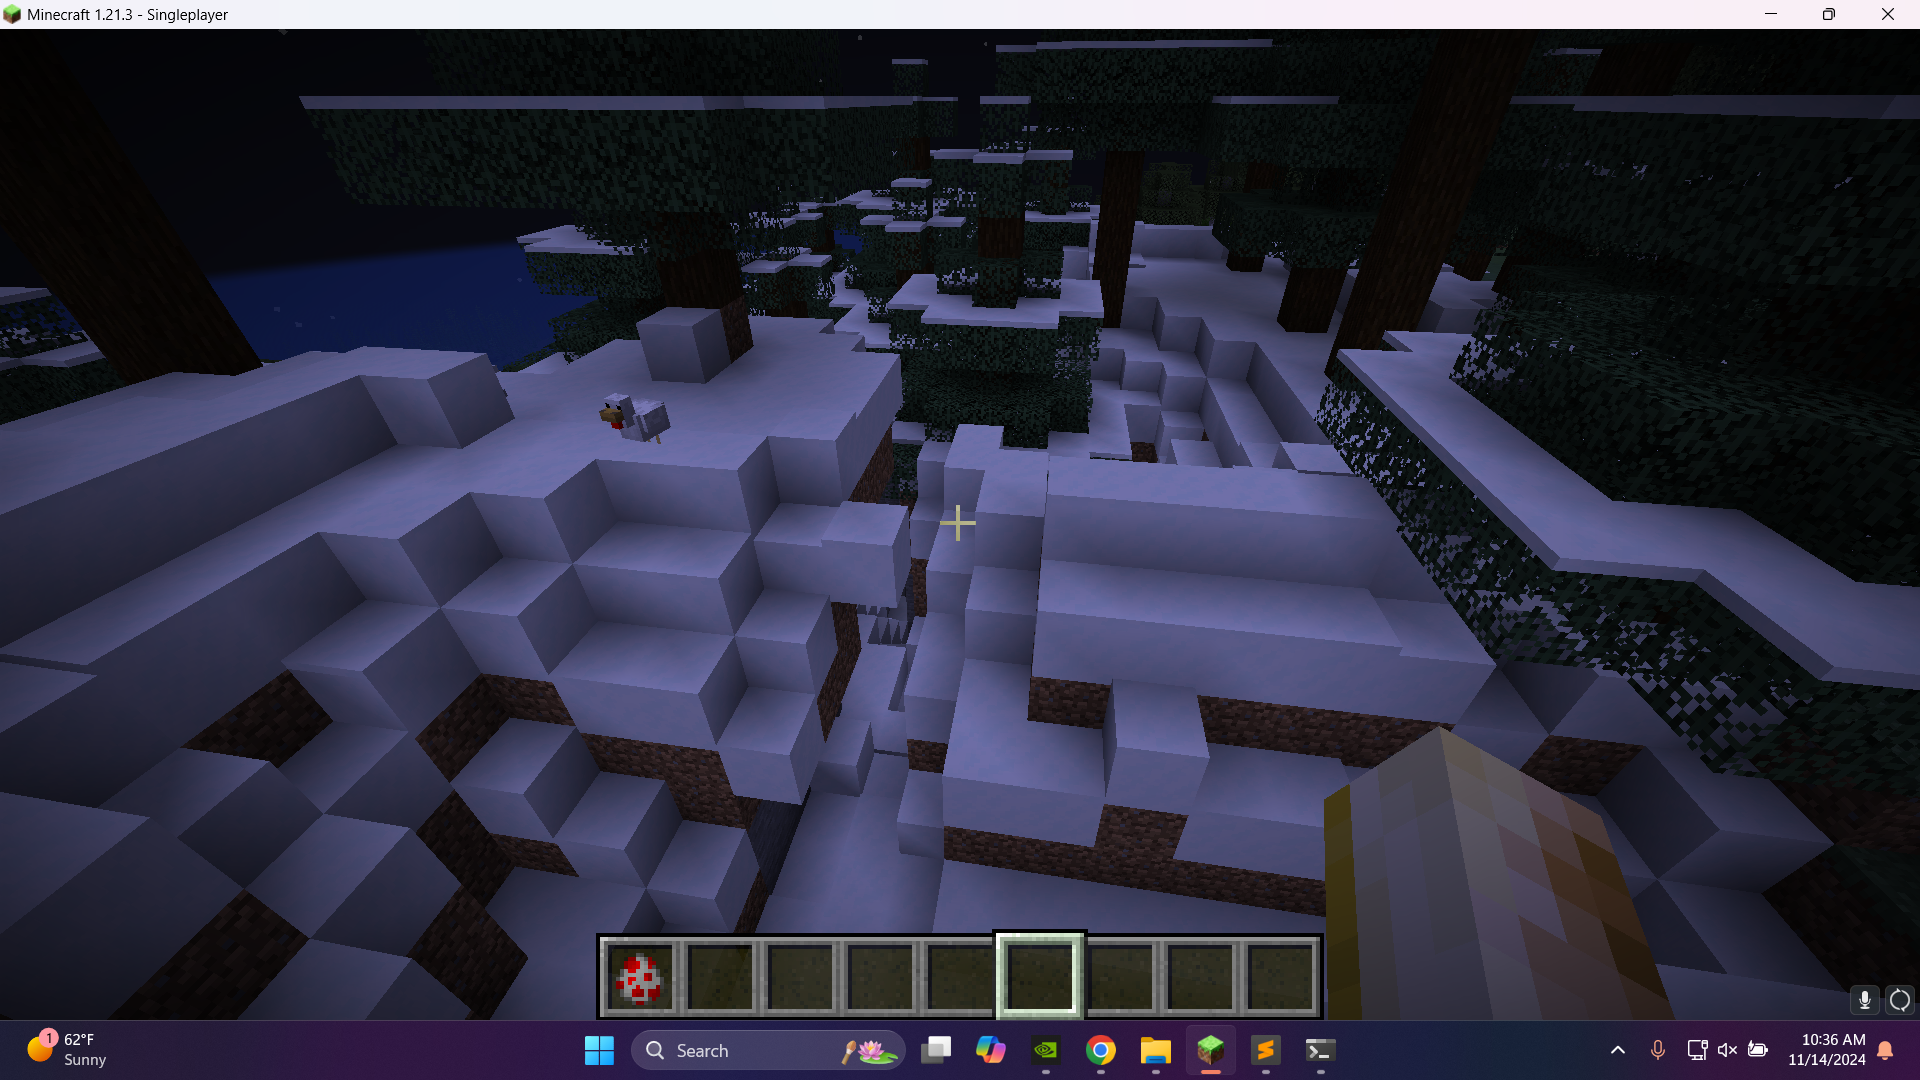 Minecraft 1.21.3 - Singleplayer
1
62°F
Sunny
Search
10:36 AM
11/14/2024